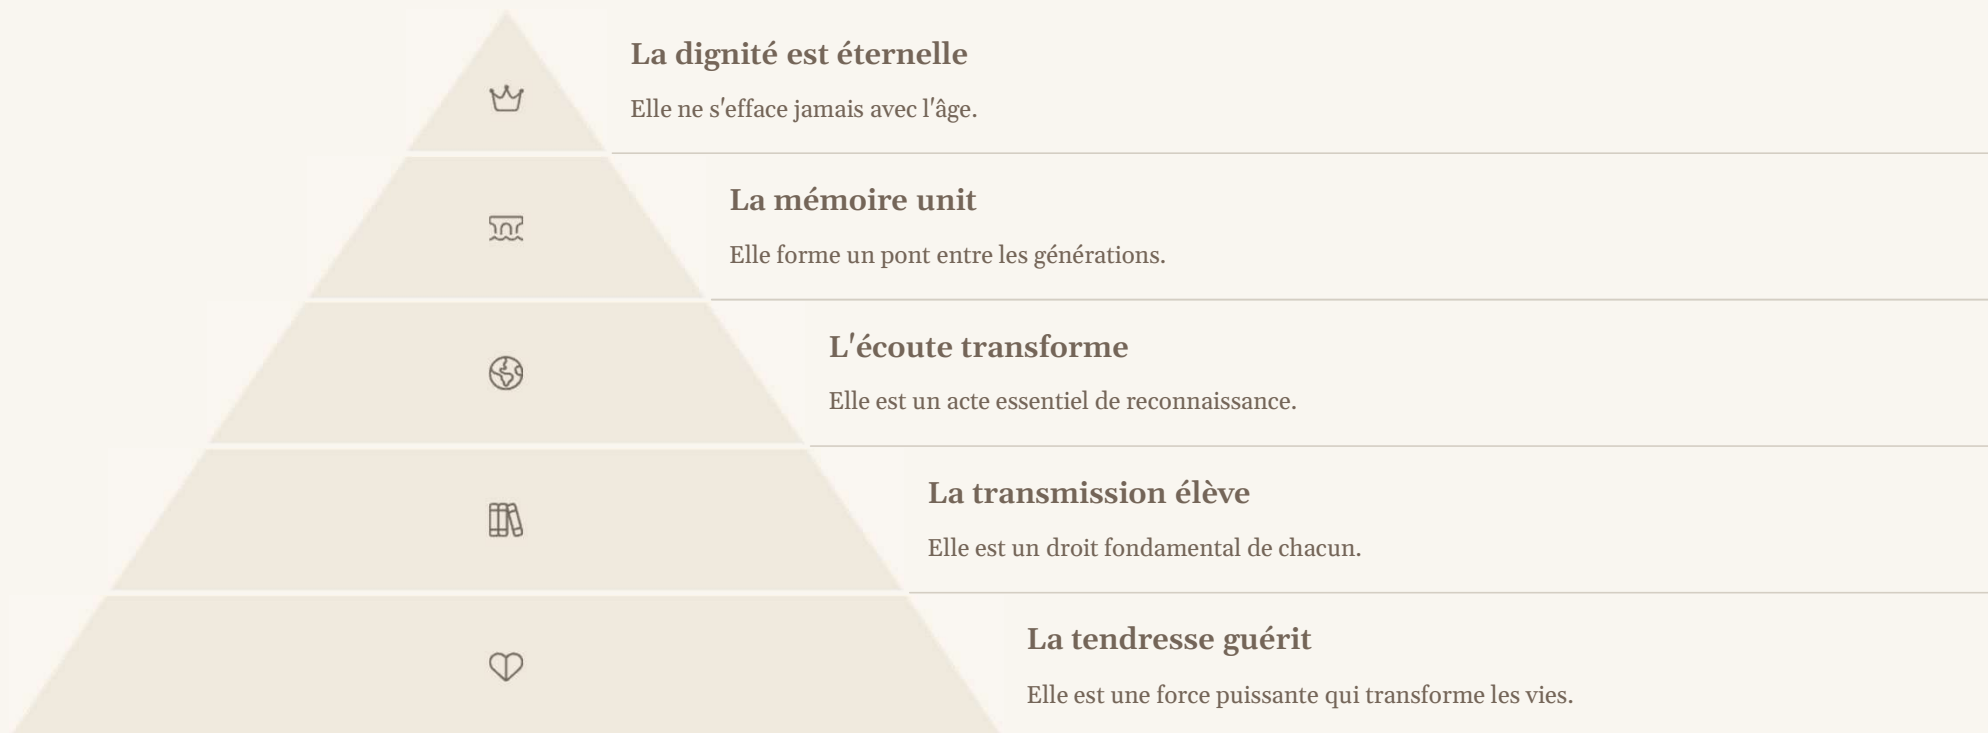 La dignité est éternelle
Elle ne s'efface jamais avec l'âge.
La mémoire unit
Elle forme un pont entre les générations.
L'écoute transforme
Elle est un acte essentiel de reconnaissance.
La transmission élève
Elle est un droit fondamental de chacun.
La tendresse guérit
Elle est une force puissante qui transforme les vies.